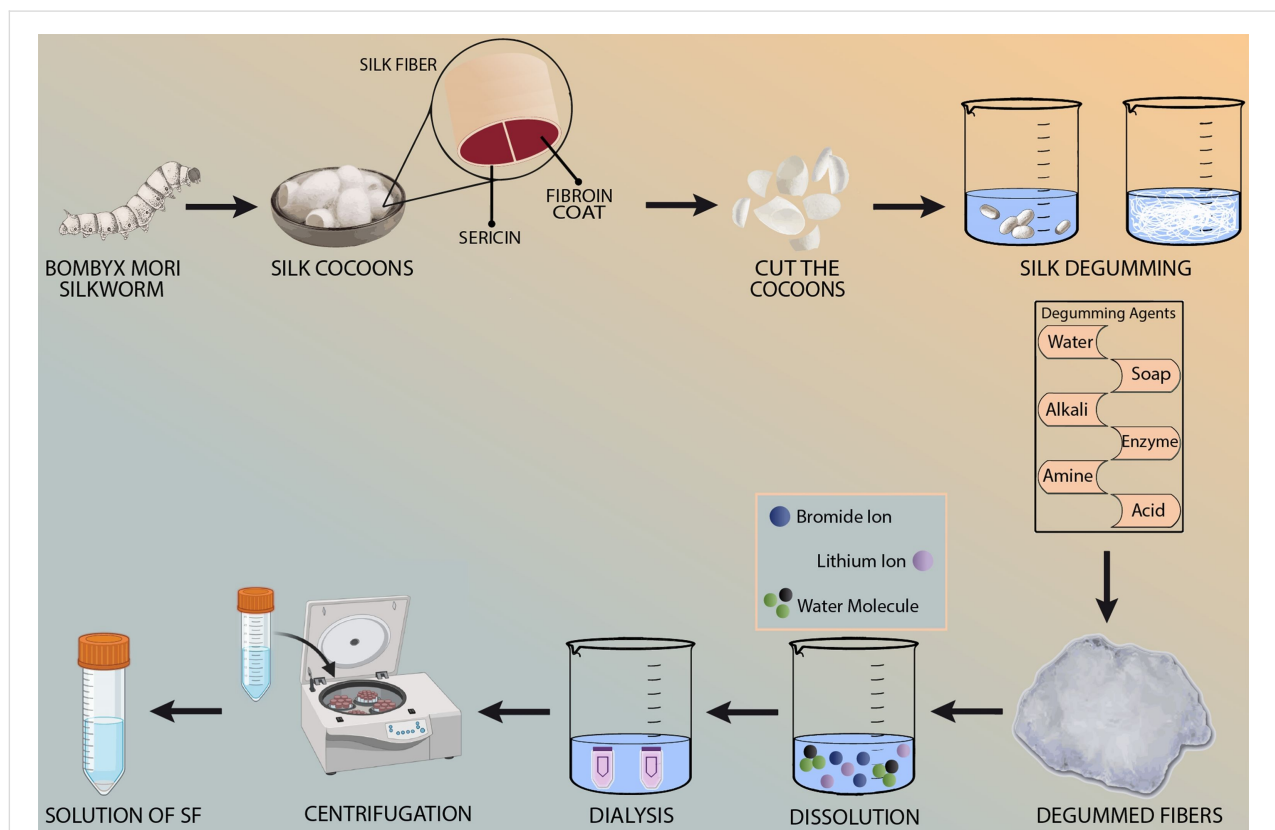 SILK FIBER
FIBROIN
COAT
SERICIN
BOMBYX MORI
SILKWORM
SILK COCOONS
CUT THE
COCOONS
SILK DEGUMMING
Degumming Agents
Water
Soap
Alkali
Enzyme
Amine
Acid
Bromide Ion
Lithium Ion
Water Molecule
SOLUTION OF SF
CENTRIFUGATION
DIALYSIS
DISSOLUTION
DEGUMMED FIBERS